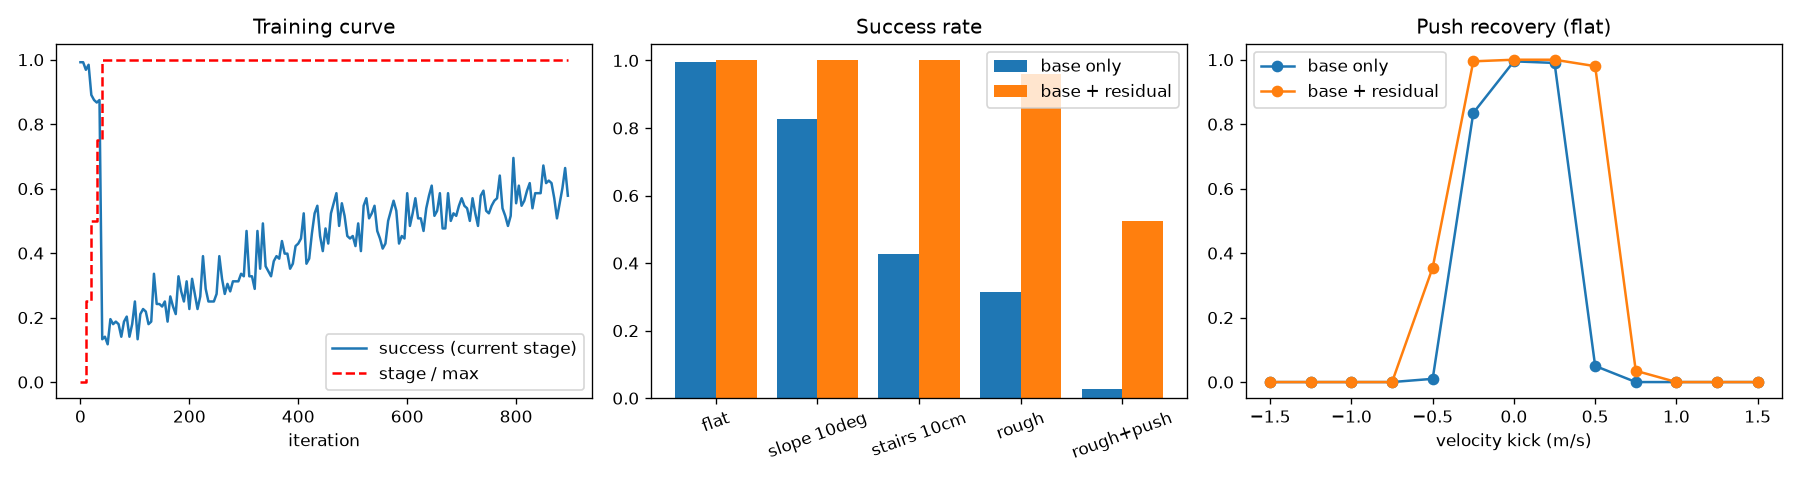 Training curve
1.0
0.8
0.6
0.4
0.2
0.0
0
200
400
600
800
iteration
success (current stage)
stage / max
Success rate
1.0
0.8
0.6
0.4
0.2
0.0
flat
slope 10deg
stairs 10cm
rough
rough+push
base only
base + residual
Push recovery (flat)
1.0
0.8
0.6
0.4
0.2
0.0
−1.5
−1.0
−0.5
0.0
0.5
1.0
1.5
velocity kick (m/s)
base only
base + residual